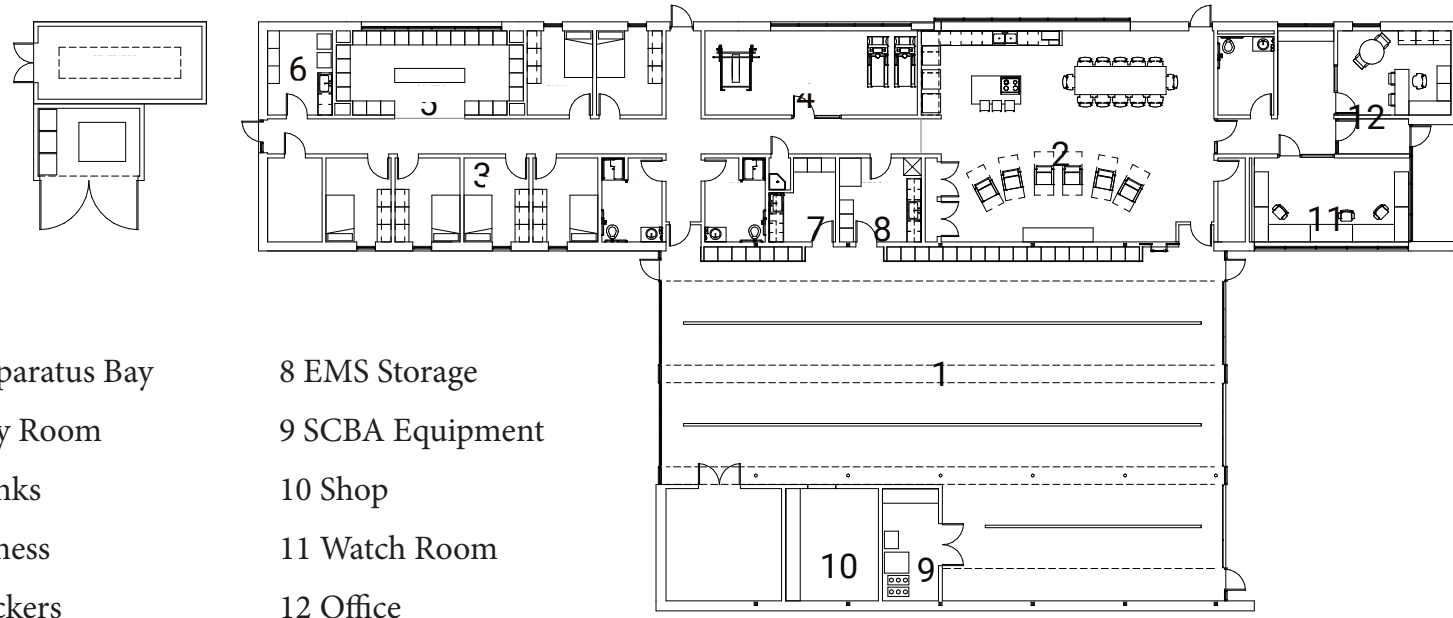 6
5
4
12
3
2
7
8
11
1
10
9
paratus Bay
y Room
nks
ness
ckers
8 EMS Storage
9 SCBA Equipment
10 Shop
11 Watch Room
12 Office